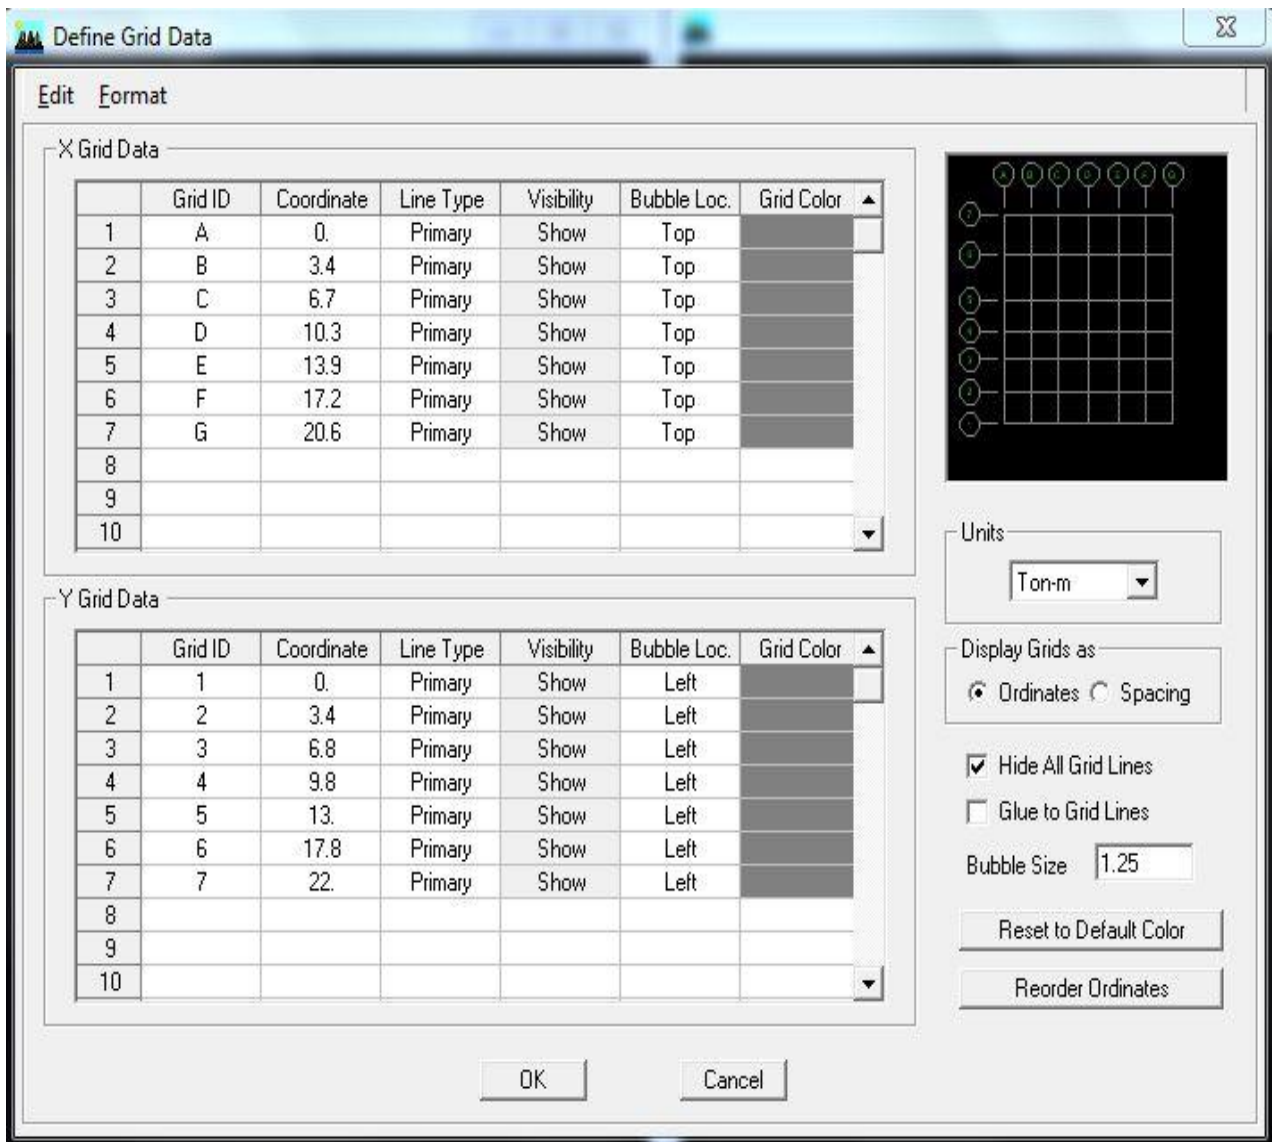 Define Grid Data
Edit Format
X Grid Data
Grid ID Coordinate Line Type Visibility Bubble Loc. Grid Color
1 A 0. Primary Show Top
2 B 3.4 Primary Show Top
3 C 6.7 Primary Show Top
4 D 10.3 Primary Show Top
5 E 13.9 Primary Show Top
6 F 17.2 Primary Show Top
7 G 20.6 Primary Show Top
8
9
10
A B C D E F G
7
6
5
4
3
2
1
Units
Ton-m
Y Grid Data
Grid ID Coordinate Line Type Visibility Bubble Loc. Grid Color
1 1 0. Primary Show Left
2 2 3.4 Primary Show Left
3 3 6.8 Primary Show Left
4 4 9.8 Primary Show Left
5 5 13. Primary Show Left
6 6 17.8 Primary Show Left
7 7 22. Primary Show Left
8
9
10
Display Grids as
Ordinates Spacing
Hide All Grid Lines
Glue to Grid Lines
Bubble Size 1.25
Reset to Default Color
Reorder Ordinates
OK Cancel